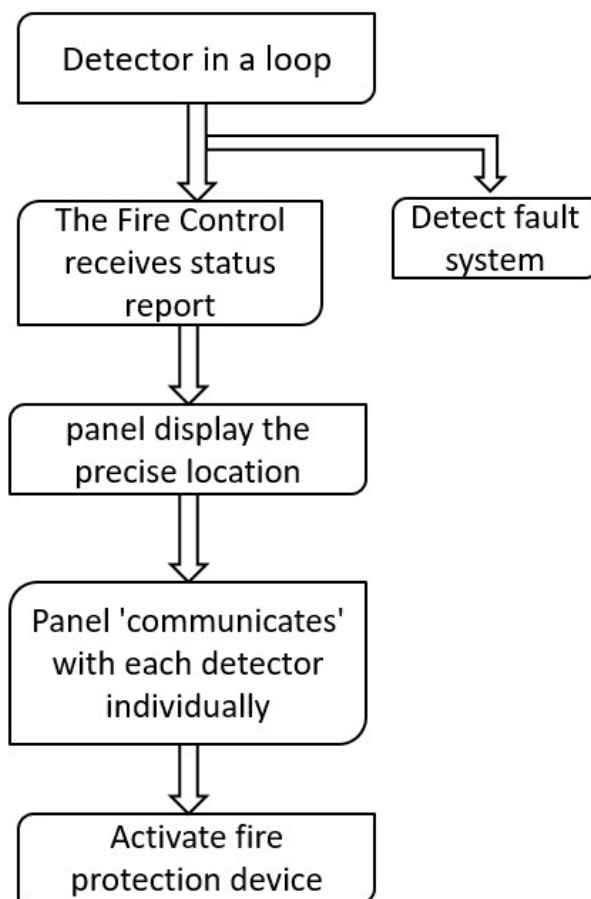 Detector in a loop
The Fire Control
receives status
report
Detect fault
system
panel display the
precise location
Panel 'communicates'
with each detector
individually
Activate fire
protection device